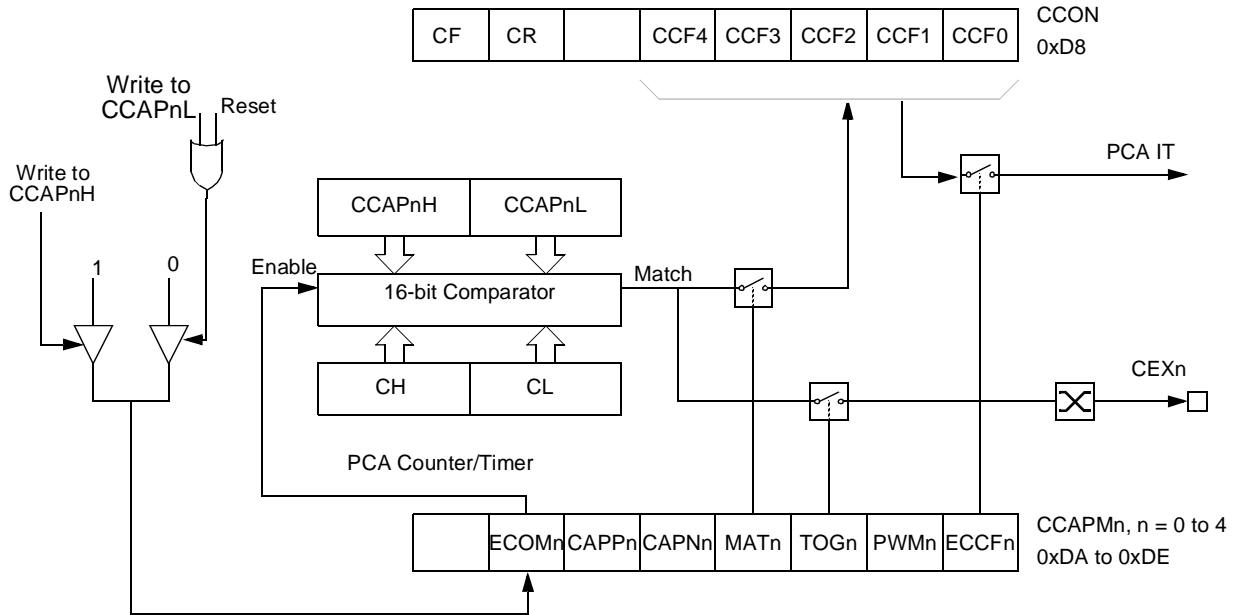 CF CR CCF4 CCF3 CCF2 CCF1 CCF0
CCON
0xD8
Write to
CCAPnL
Reset
Write to
CCAPnH
PCA IT
CCAPnH CCAPnL
1 0
Enable
Match
16-bit Comparator
CH CL
CEXn
PCA Counter/Timer
ECOMn CAPPn CAPNn MATn TOGn PWMn ECCFn
CCAPMn, n = 0 to 4
0xDA to 0xDE